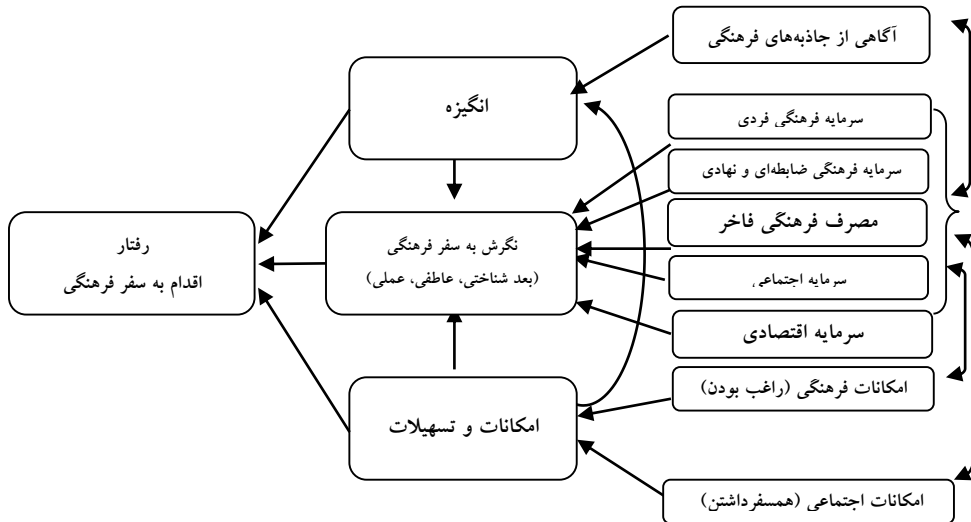 آگاهی از جاذبه‌های فرهنگی
انگیزه
سرمایه فرهنگی فردی
سرمایه فرهنگی ضابطه‌ای و نهادی
مصرف فرهنگی فاخر
رفتار
اقدام به سفر فرهنگی
نگرش به سفر فرهنگی
(بعد شناختی، عاطفی، عملی)
سرمایه اجتماعی
سرمایه اقتصادی
امکانات فرهنگی (راغب بودن)
امکانات و تسهیلات
امکانات اجتماعی (همسفرداشتن)